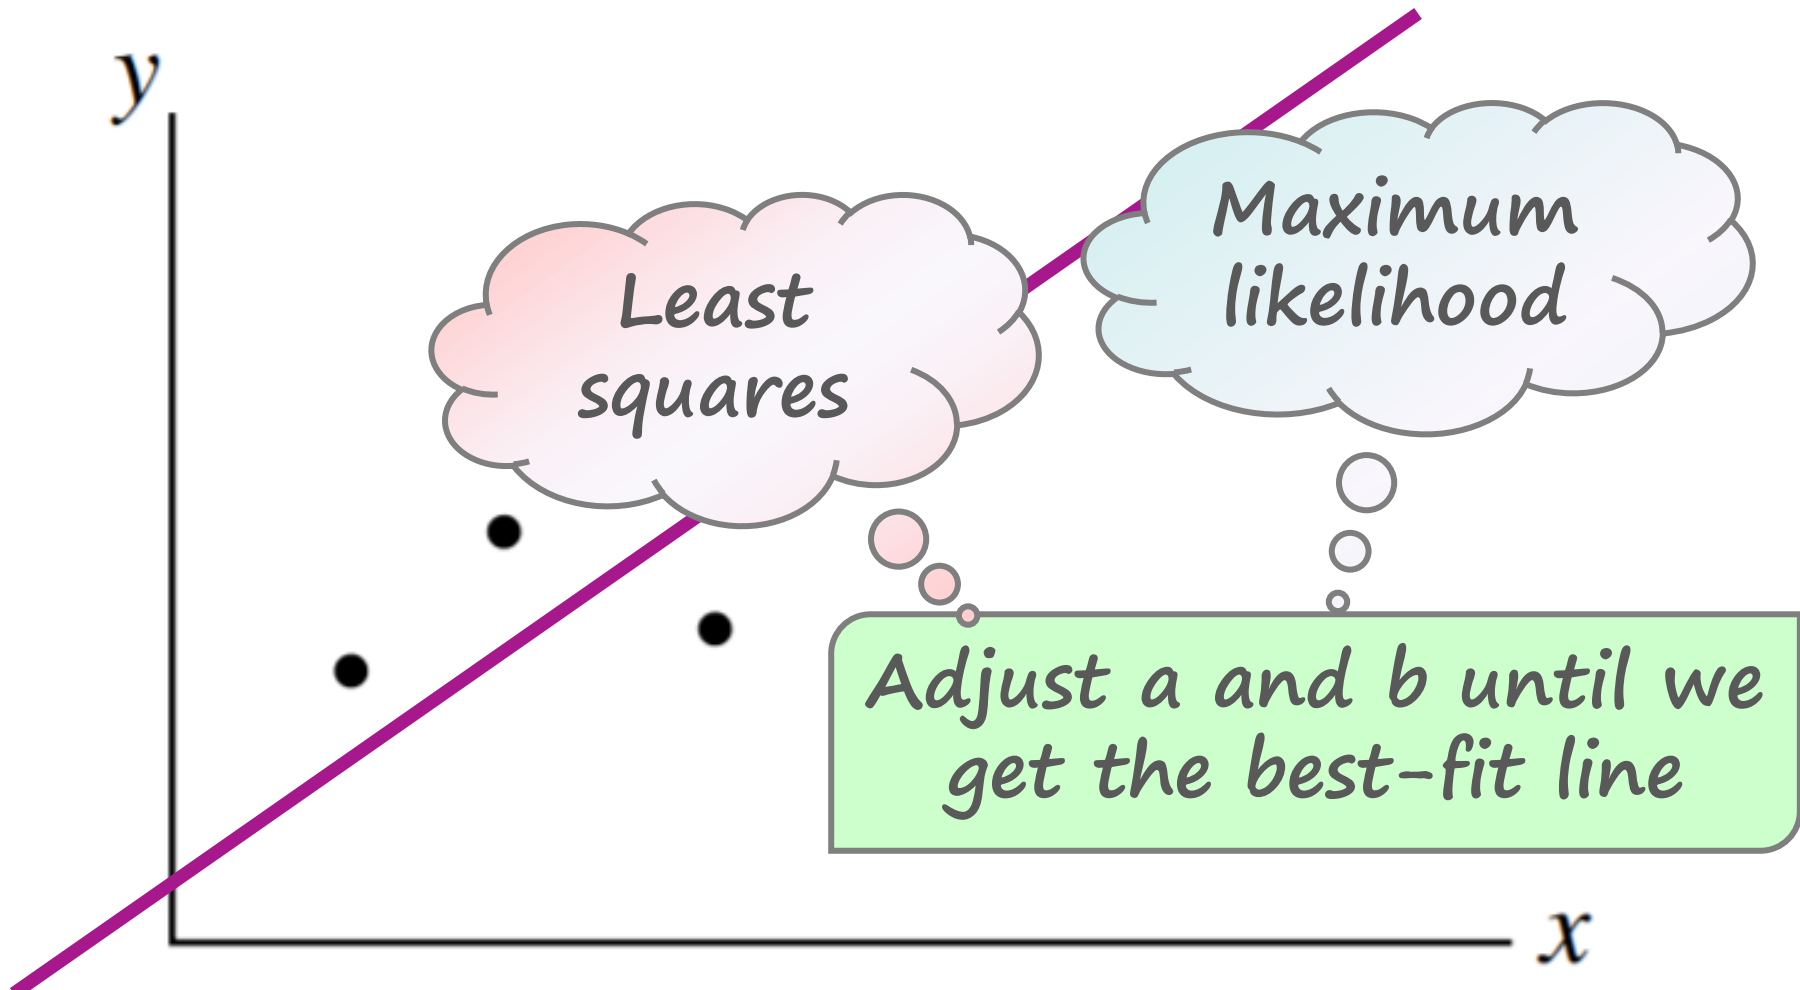 y
Maximum
likelihood
Least
squares
Adjust a and b until we
get the best-fit line
x